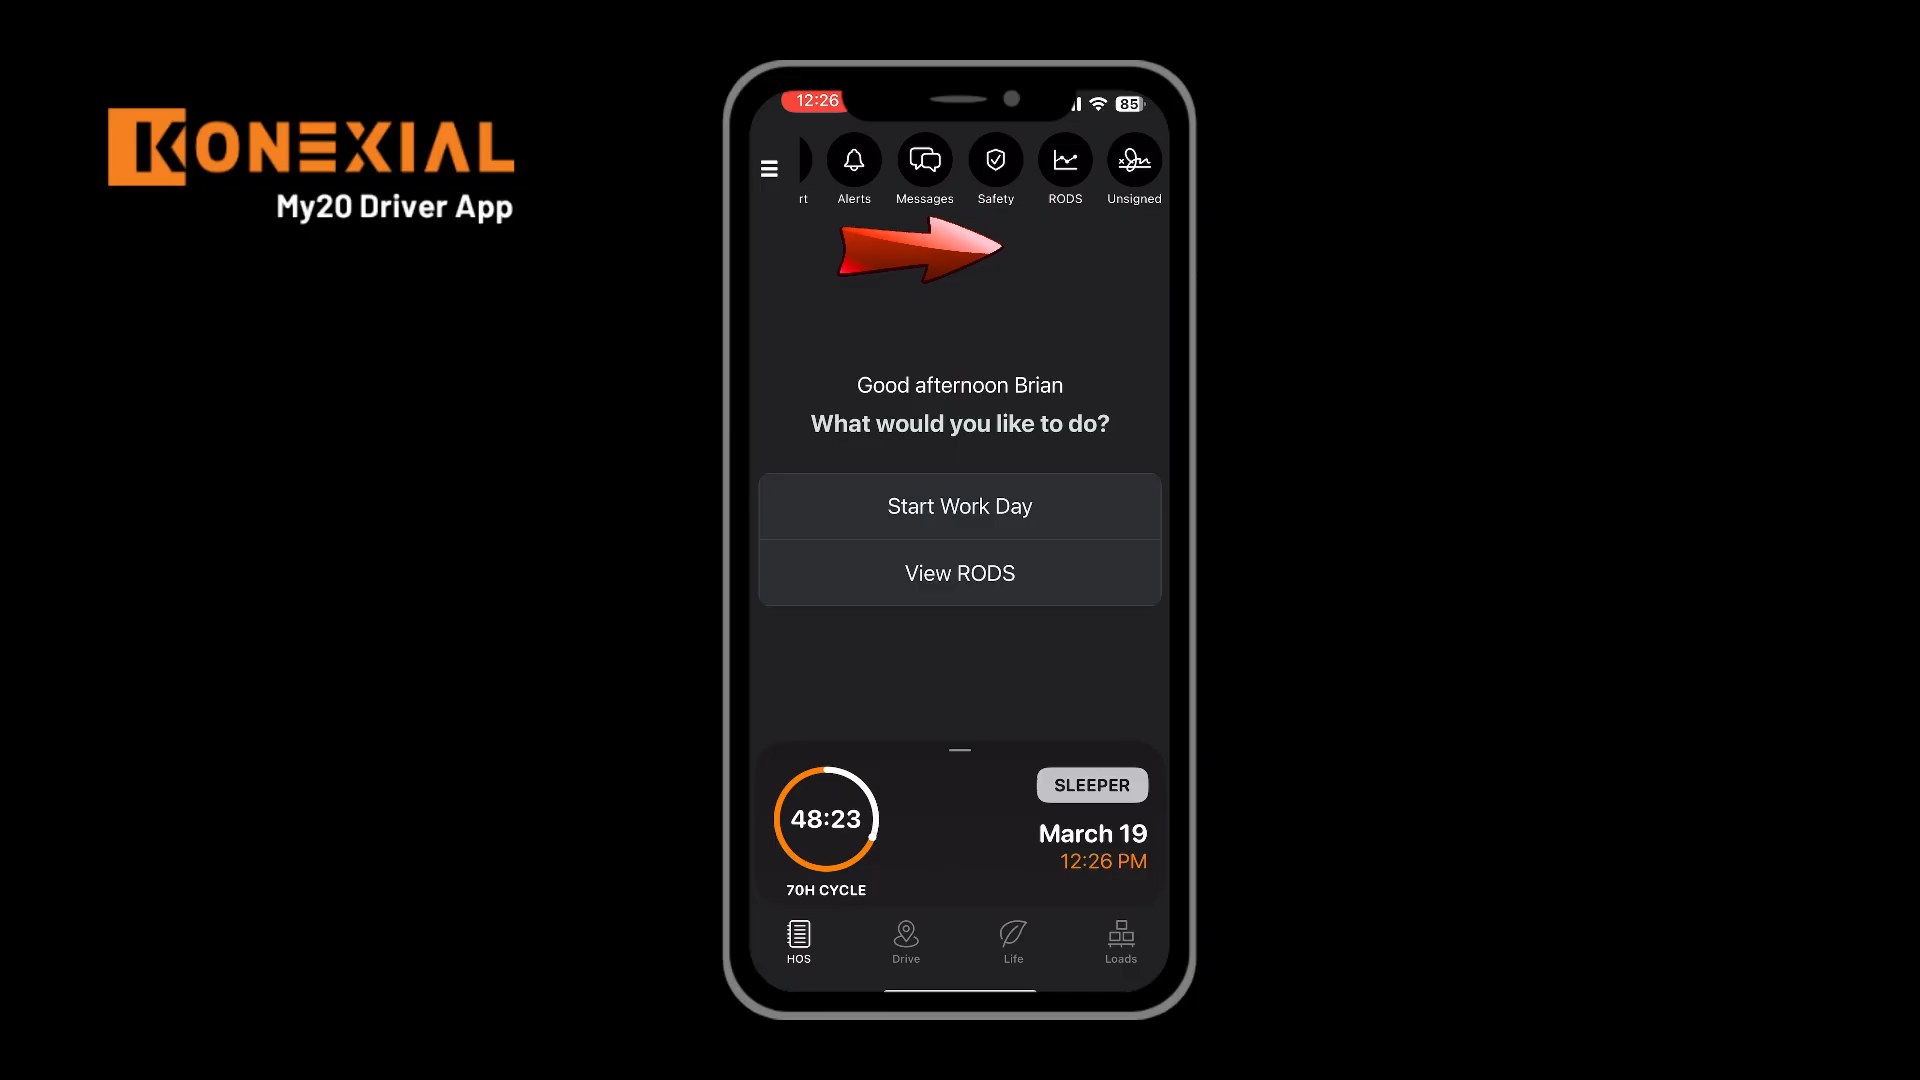 KONEXIAL
My20 Driver App
12:26
85
rt
Alerts
Messages
Safety
RODS
Unsigned
Good afternoon Brian
What would you like to do?
Start Work Day
View RODS
48:23
70H CYCLE
SLEEPER
March 19
12:26 PM
HOS
Drive
Life
Loads